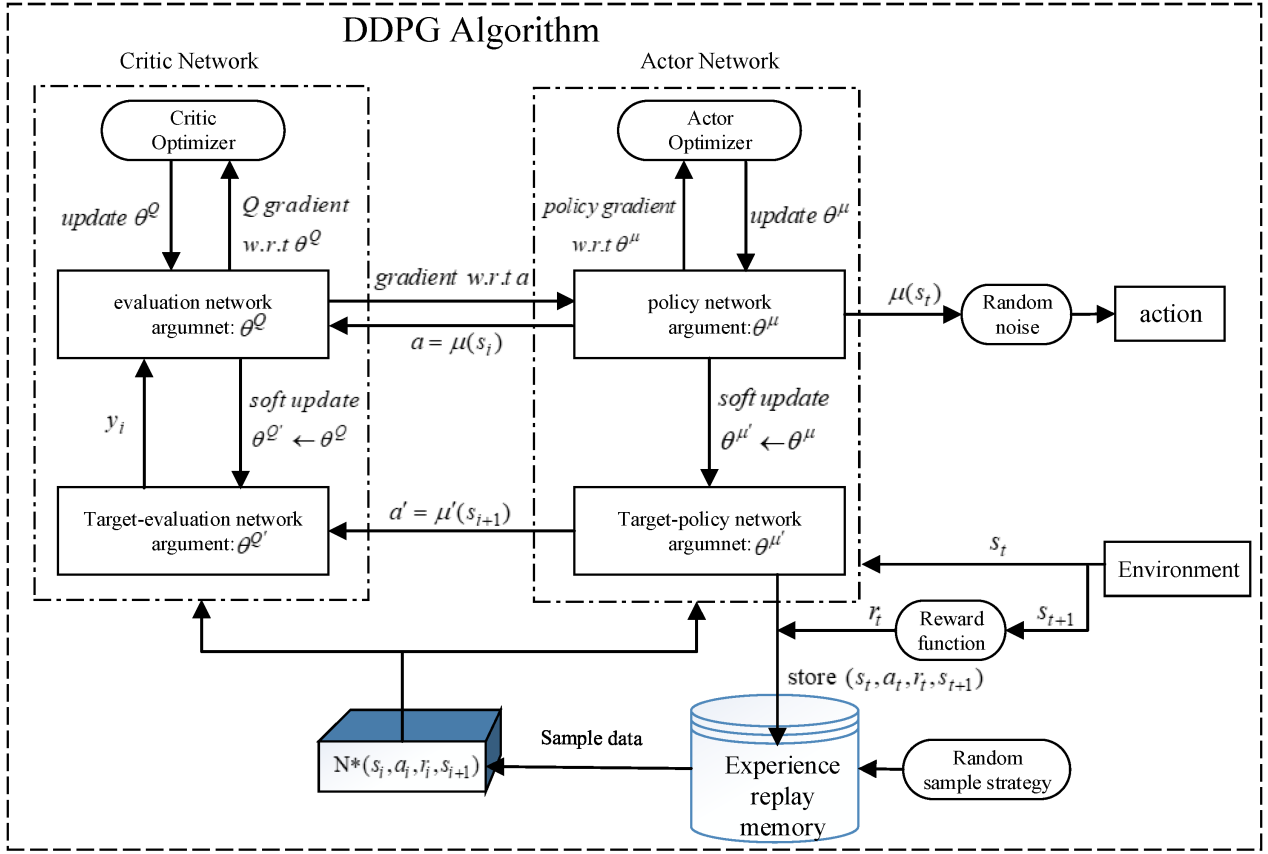 DDPG Algorithm
Critic Network
Actor Network
Critic
Optimizer
Actor
Optimizer
update θ^Q
Q gradient
w.r.t θ^Q
policy gradient
w.r.t θ^μ
update θ^μ
evaluation network
argumnet: θ^Q
gradient w.r.t a
a = μ(s_i)
policy network
argument: θ^μ
μ(s_t)
Random
noise
action
y_i
soft update
θ^Q' ← θ^Q
soft update
θ^μ' ← θ^μ
Target-evaluation network
argument: θ^Q'
a' = μ'(s_{i+1})
Target-policy network
argumnet: θ^μ'
s_t
Environment
r_t
Reward
function
s_{t+1}
store (s_t, a_t, r_t, s_{t+1})
N*(s_i, a_i, r_i, s_{i+1})
Sample data
Experience
replay
memory
Random
sample strategy